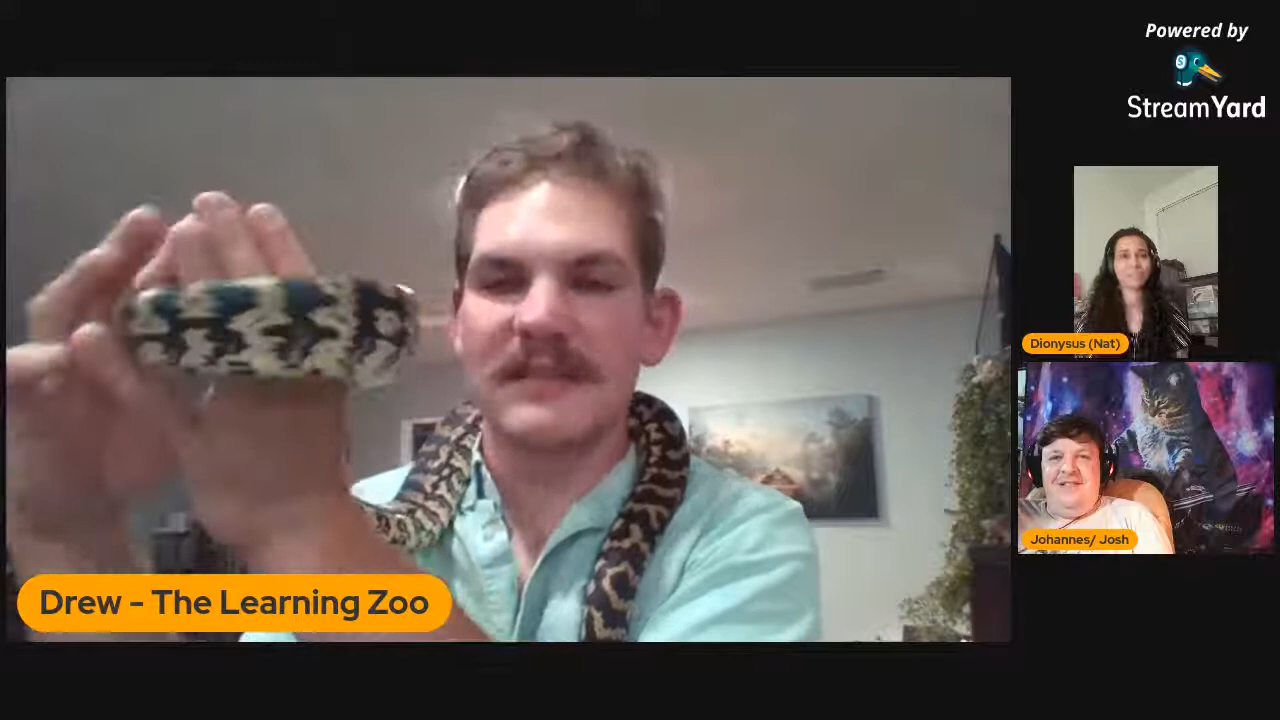 Powered by
StreamYard
Dionysus (Nat)
Johannes/ Josh
Drew - The Learning Zoo